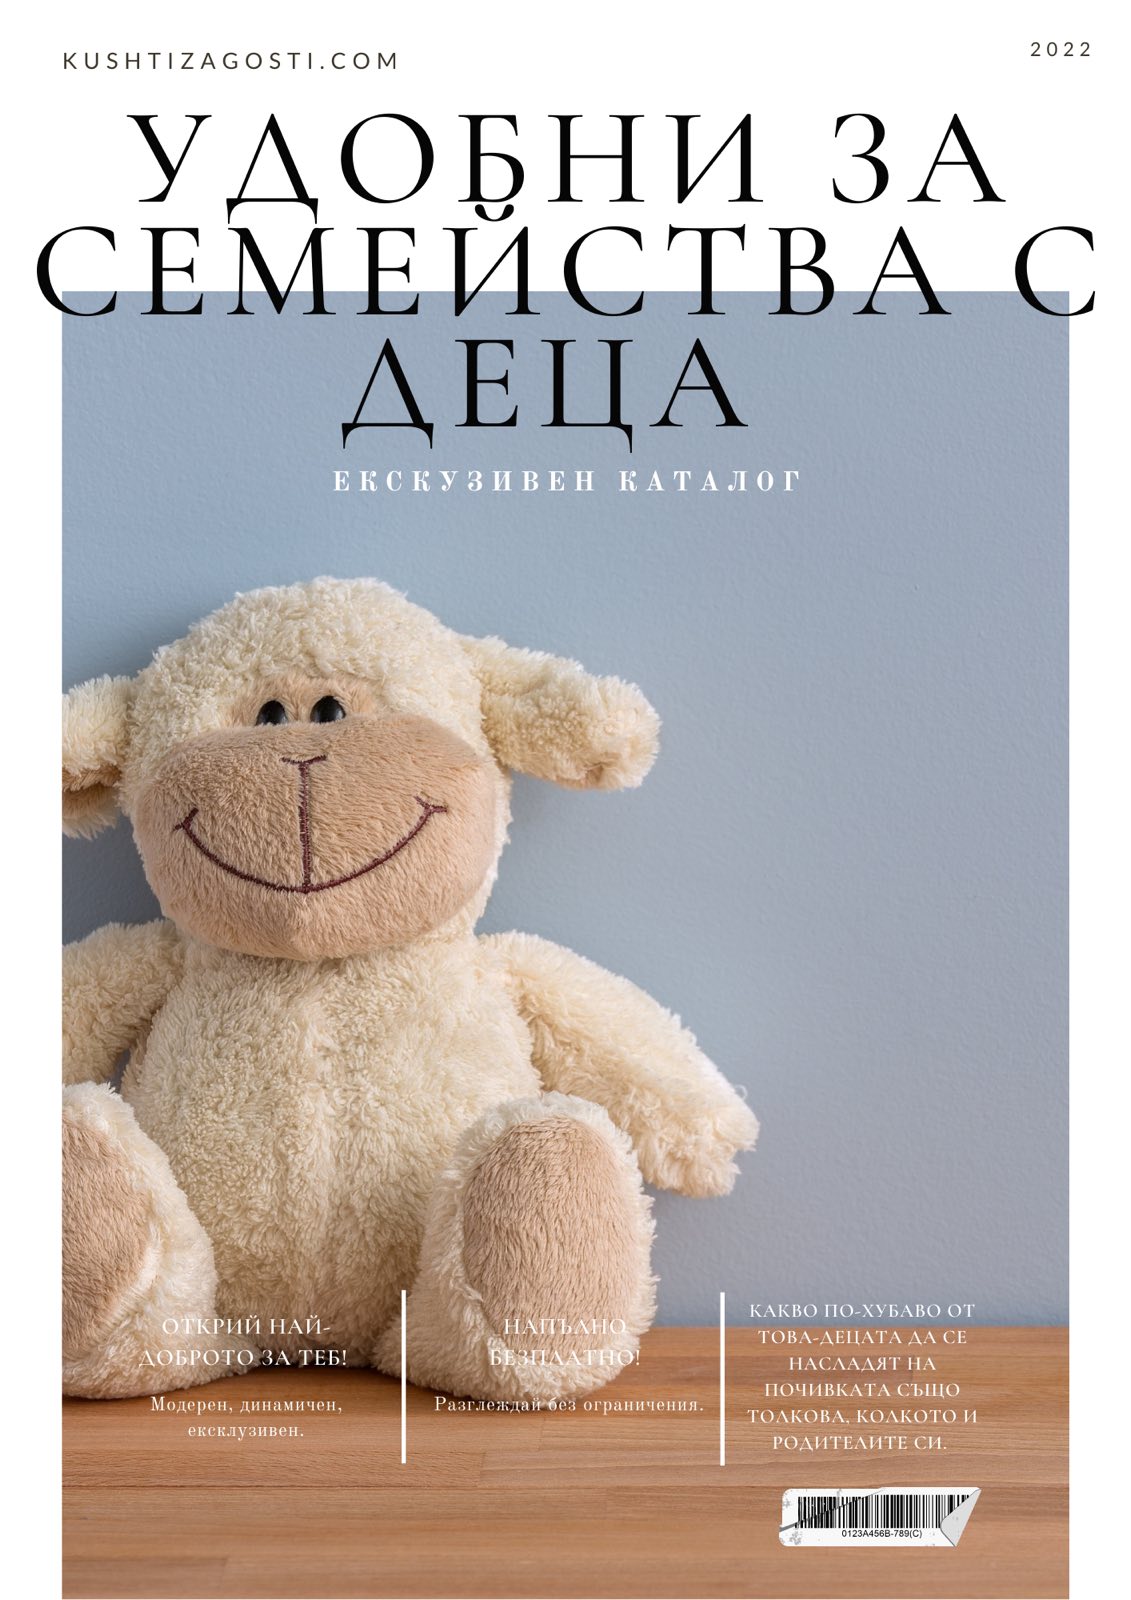 KUSHTIZAGOSTI.COM
2022
УДОБНИ ЗА
СЕМЕЙСТВА С
ДЕЦА
ЕКСКУЗИВЕН КАТАЛОГ
ОТКРИЙ НАЙ-
ДОБРОТО ЗА ТЕБ!
Модерен, динамичен,
ексклузивен.
НАПЪЛНО
БЕЗПЛАТНО!
Разглеждай без ограничения.
КАКВО ПО-ХУБАВО ОТ
ТОВА-ДЕЦАТА ДА СЕ
НАСЛАДЯТ НА
ПОЧИВКАТА СЪЩО
ТОЛКОВА, КОЛКОТО И
РОДИТЕЛИТЕ СИ.
0123A456B-789(C)